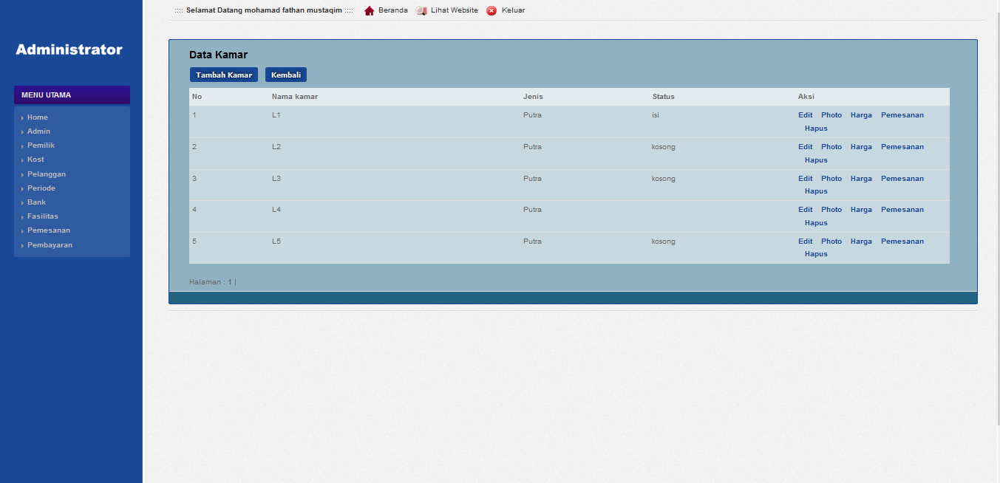 :::: Selamat Datang mohamad fathan mustaqim :::: Beranda Lihat Website Keluar
Administrator
MENU UTAMA
Home
Admin
Pemilik
Kost
Pelanggan
Periode
Bank
Fasilitas
Pemesanan
Pembayaran
Data Kamar
Tambah Kamar Kembali
No Nama kamar Jenis Status Aksi
1 L1 Putra isi Edit Photo Harga Pemesanan
Hapus
2 L2 Putra kosong Edit Photo Harga Pemesanan
Hapus
3 L3 Putra kosong Edit Photo Harga Pemesanan
Hapus
4 L4 Putra Edit Photo Harga Pemesanan
Hapus
5 L5 Putra kosong Edit Photo Harga Pemesanan
Hapus
Halaman : 1 |